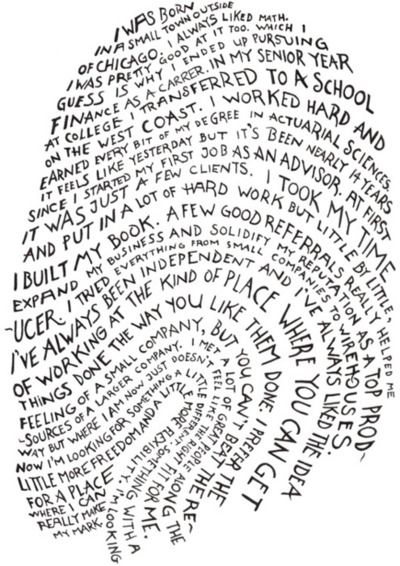 I WAS BORN
IN A SMALL TOWN OUTSIDE
OF CHICAGO. I ALWAYS LIKED MATH.
I WAS PRETTY GOOD AT IT TOO. WHICH I
GUESS IS WHY I ENDED UP PURSUING
FINANCE AS A CARRER. IN MY SENIOR YEAR
AT COLLEGE I TRANSFERRED TO A SCHOOL
ON THE WEST COAST. I WORKED HARD AND
EARNED EVERY BIT OF MY DEGREE IN ACTUARIAL SCIENCES.
IT FEELS LIKE YESTERDAY BUT IT'S BEEN NEARLY 14 YEARS
SINCE I STARTED MY FIRST JOB AS AN ADVISOR. AT FIRST
IT WAS JUST A FEW CLIENTS. I TOOK MY TIME
AND PUT IN A LOT OF HARD WORK BUT LITTLE BY LITTLE,
I BUILT MY BOOK. A FEW GOOD REFERRALS REALLY HELPED ME
EXPAND MY BUSINESS AND SOLIDIFY MY REPUTATION AS A TOP PROD-
-UCER. I TRIED EVERYTHING FROM SMALL COMPANIES TO WIREHOUSES.
I'VE ALWAYS BEEN INDEPENDENT AND I'VE ALWAYS LIKED THE IDEA
OF WORKING AT THE KIND OF PLACE WHERE YOU CAN GET
THINGS DONE THE WAY YOU LIKE THEM DONE. I PREFER THE
FEELING OF A SMALL COMPANY, BUT YOU CAN'T BEAT THE RE-
-SOURCES OF A LARGER COMPANY. I MET A LOT OF GREAT PEOPLE ALONG THE
WAY BUT WHERE I AM NOW JUST DOESN'T FEEL LIKE THE RIGHT FIT FOR ME.
NOW I'M LOOKING FOR SOMETHING A LITTLE DIFFERENT. SOMETHING WITH A
LITTLE MORE FREEDOM AND A LITTLE MORE FLEXIBILITY. I'M LOOKING
FOR A PLACE
WHERE I CAN
REALLY MAKE
MY MARK.